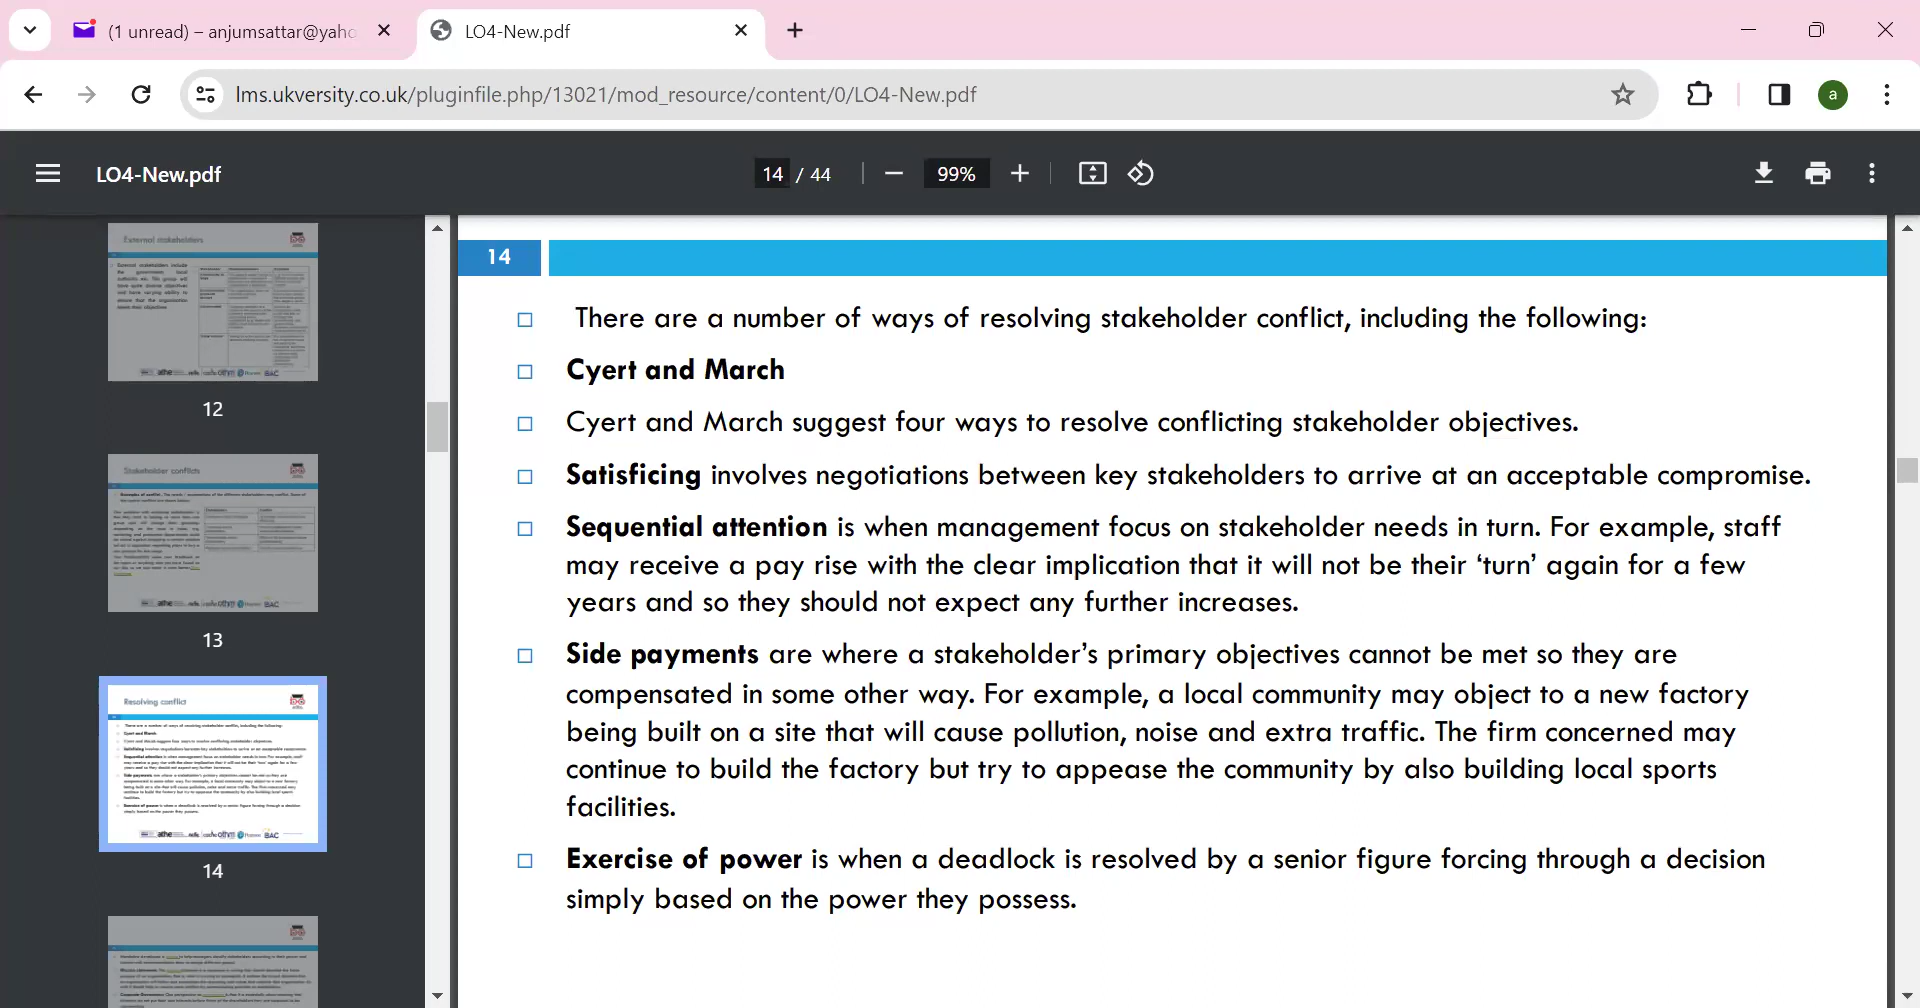 (1 unread) – anjumsattar@yaho
LO4-New.pdf
lms.ukversity.co.uk/pluginfile.php/13021/mod_resource/content/0/LO4-New.pdf
a
LO4-New.pdf
14 / 44
99%
External stakeholders
12
Stakeholder conflicts
13
Resolving conflict
14
14
There are a number of ways of resolving stakeholder conflict, including the following:
Cyert and March
Cyert and March suggest four ways to resolve conflicting stakeholder objectives.
Satisficing involves negotiations between key stakeholders to arrive at an acceptable compromise.
Sequential attention is when management focus on stakeholder needs in turn. For example, staff
may receive a pay rise with the clear implication that it will not be their ‘turn’ again for a few
years and so they should not expect any further increases.
Side payments are where a stakeholder’s primary objectives cannot be met so they are
compensated in some other way. For example, a local community may object to a new factory
being built on a site that will cause pollution, noise and extra traffic. The firm concerned may
continue to build the factory but try to appease the community by also building local sports
facilities.
Exercise of power is when a deadlock is resolved by a senior figure forcing through a decision
simply based on the power they possess.